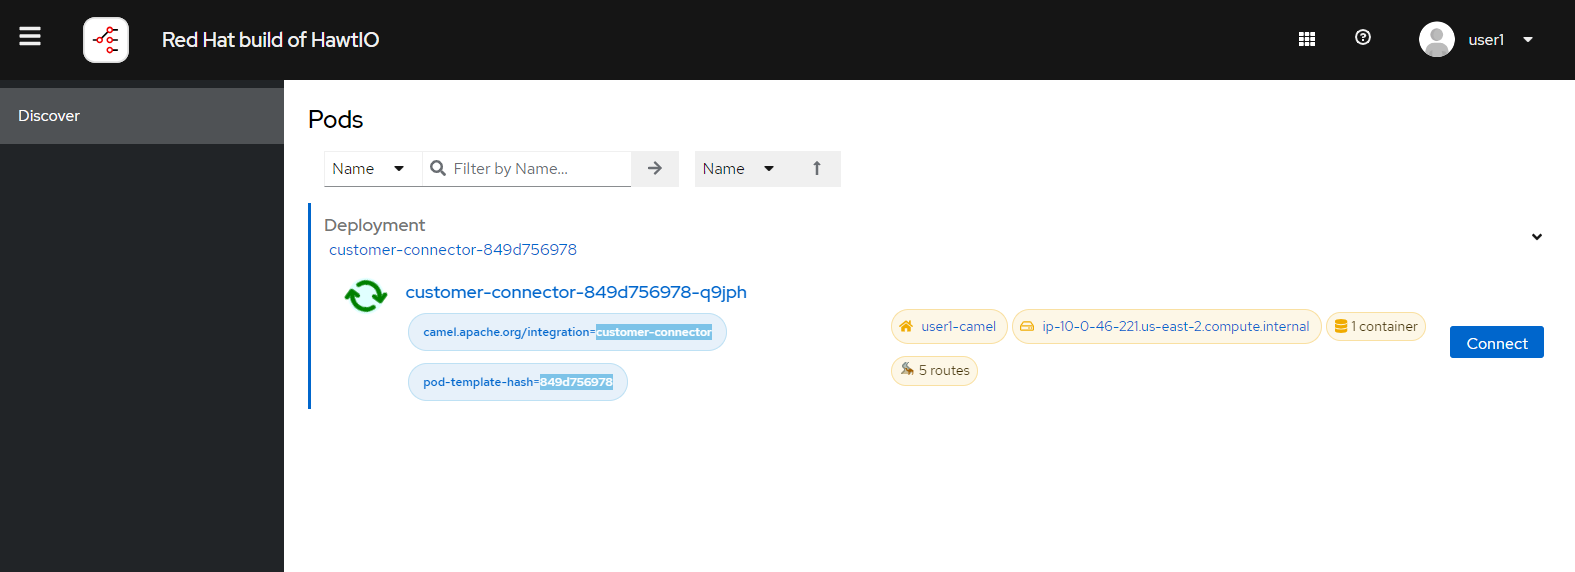 Red Hat build of HawtIO
user1
Discover
Pods
Name
Filter by Name...
Name
Deployment
customer-connector-849d756978
customer-connector-849d756978-q9jph
camel.apache.org/integration=customer-connector
pod-template-hash=849d756978
user1-camel
ip-10-0-46-221.us-east-2.compute.internal
1 container
5 routes
Connect